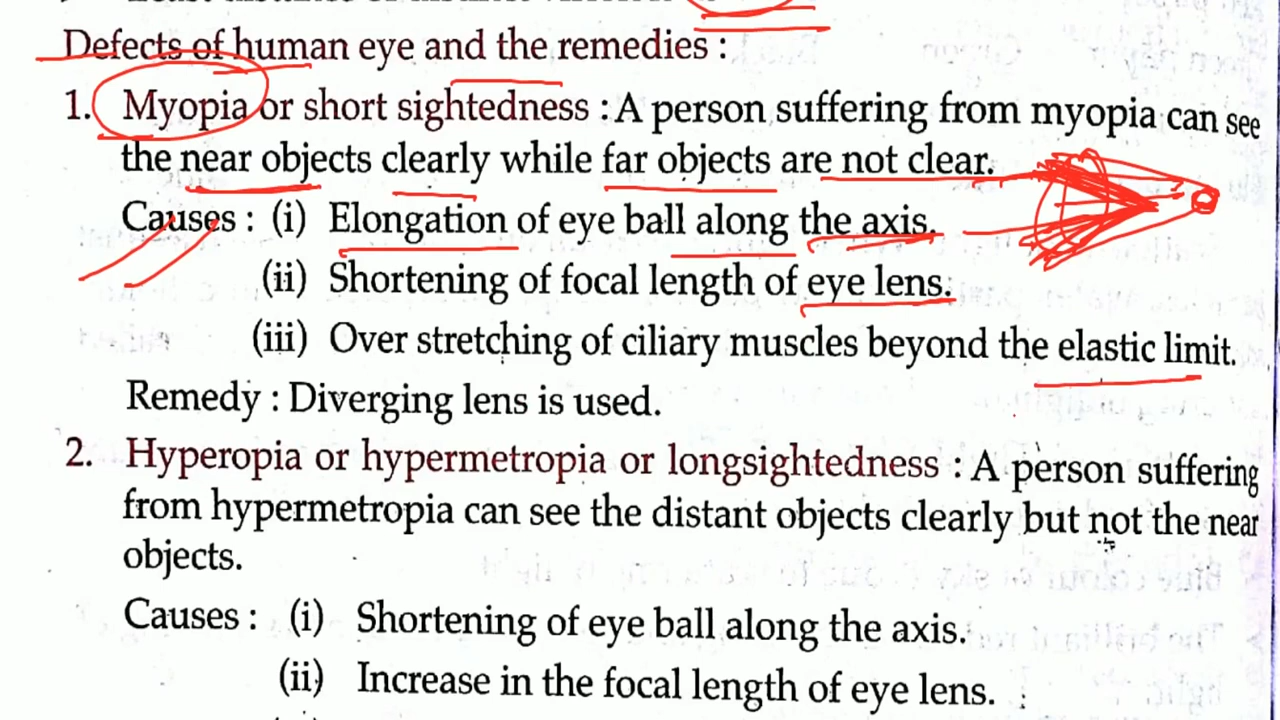 Defects of human eye and the remedies :
1. Myopia or short sightedness : A person suffering from myopia can see
the near objects clearly while far objects are not clear.
Causes : (i) Elongation of eye ball along the axis.
(ii) Shortening of focal length of eye lens.
(iii) Over stretching of ciliary muscles beyond the elastic limit.
Remedy : Diverging lens is used.
2. Hyperopia or hypermetropia or longsightedness : A person suffering
from hypermetropia can see the distant objects clearly but not the near
objects.
Causes : (i) Shortening of eye ball along the axis.
(ii) Increase in the focal length of eye lens.